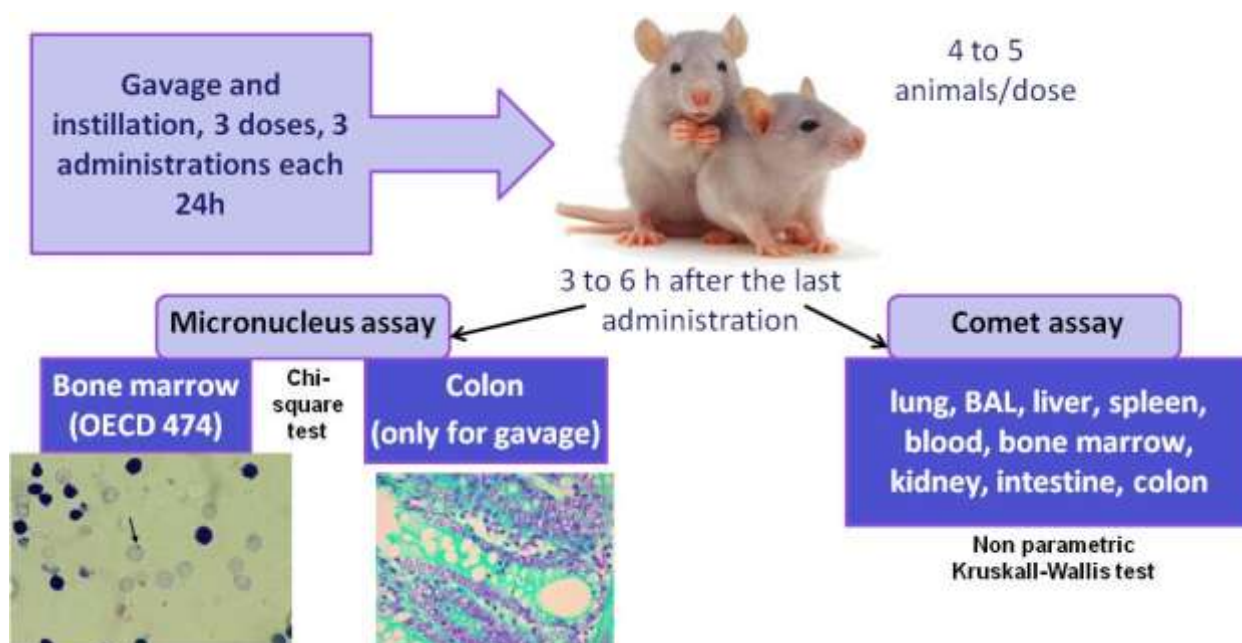 Gavage and
instillation, 3 doses, 3
administrations each
24h
4 to 5
animals/dose
3 to 6 h after the last
administration
Micronucleus assay
Bone marrow
(OECD 474)
Chi-
square
test
Colon
(only for gavage)
Comet assay
lung, BAL, liver, spleen,
blood, bone marrow,
kidney, intestine, colon
Non parametric
Kruskall-Wallis test